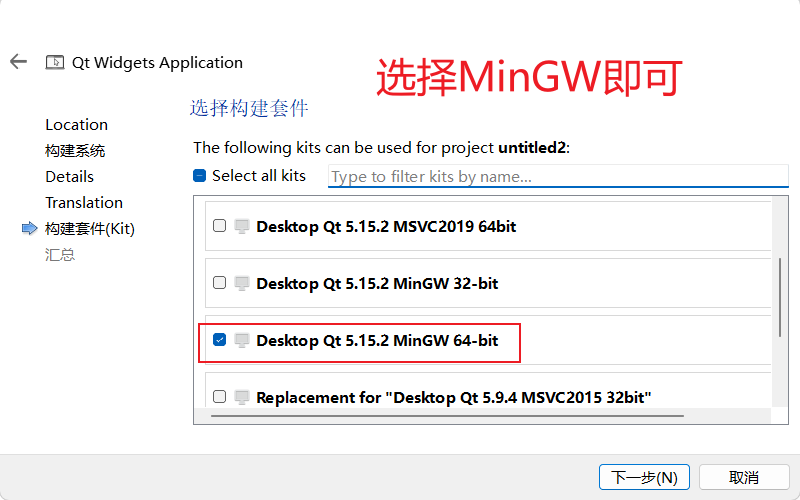 Qt Widgets Application
选择MinGW即可
选择构建套件
Location
构建系统
Details
Translation
构建套件(Kit)
汇总
The following kits can be used for project untitled2:
Select all kits
Type to filter kits by name...
Desktop Qt 5.15.2 MSVC2019 64bit
Desktop Qt 5.15.2 MinGW 32-bit
Desktop Qt 5.15.2 MinGW 64-bit
Replacement for "Desktop Qt 5.9.4 MSVC2015 32bit"
下一步(N)
取消